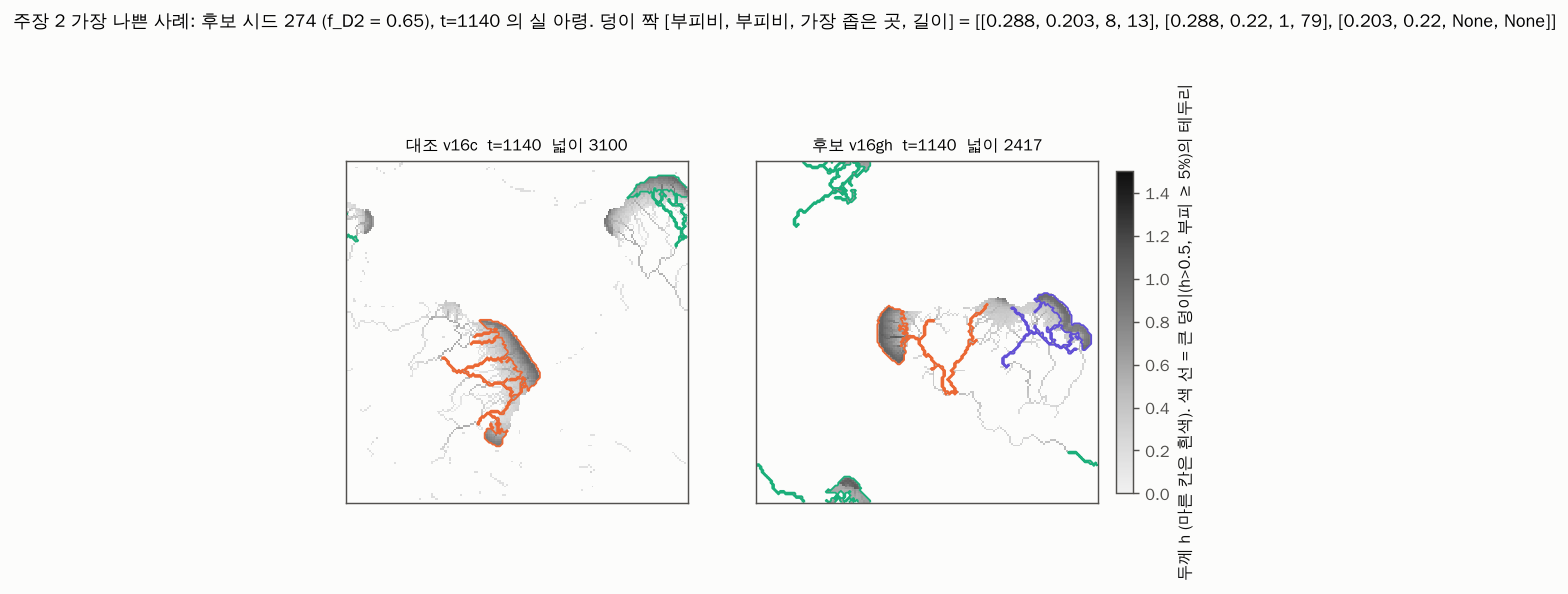 주장 2 가장 나쁜 사례: 후보 시드 274 (f_D2 = 0.65), t=1140 의 실 아령. 덩이 짝 [부피비, 부피비, 가장 좁은 곳, 길이] = [[0.288, 0.203, 8, 13], [0.288, 0.22, 1, 79], [0.203, 0.22, None, None]]
대조 v16c  t=1140  넓이 3100
후보 v16gh  t=1140  넓이 2417
1.4
1.2
1.0
0.8
0.6
0.4
0.2
0.0
두께 h (마른 칸은 흰색). 색 선 = 큰 덩이(h>0.5, 부피 ≥ 5%)의 테두리